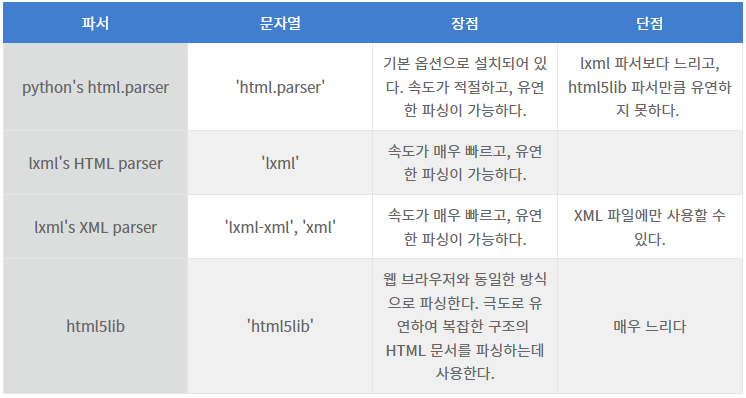 파서 문자열 장점 단점
python's html.parser
'html.parser'
기본 옵션으로 설치되어 있
다. 속도가 적절하고, 유연
한 파싱이 가능하다.
lxml 파서보다 느리고,
html5lib 파서만큼 유연하
지 못하다.
lxml's HTML parser
'lxml'
속도가 매우 빠르고, 유연
한 파싱이 가능하다.
lxml's XML parser
'lxml-xml', 'xml'
속도가 매우 빠르고, 유연
한 파싱이 가능하다.
XML 파일에만 사용할 수
있다.
html5lib
'html5lib'
웹 브라우저와 동일한 방식
으로 파싱한다. 극도로 유
연하여 복잡한 구조의
HTML 문서를 파싱하는데
사용한다.
매우 느리다